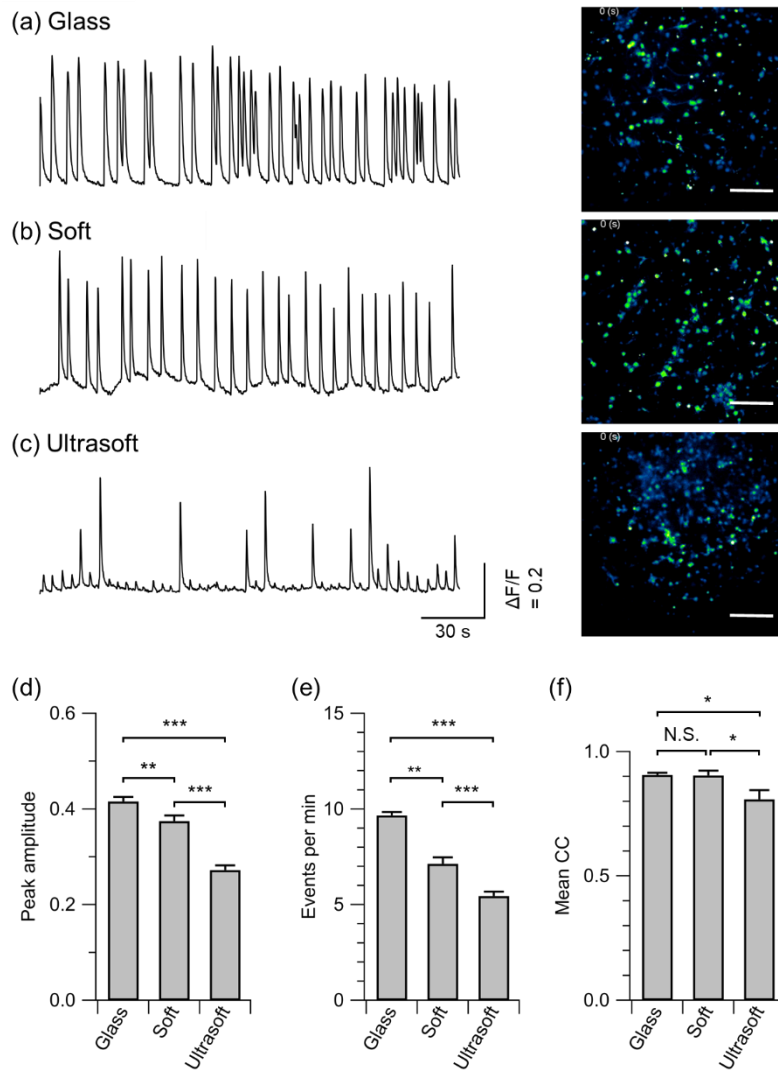 (a) Glass
0 (s)
(b) Soft
0 (s)
(c) Ultrasoft
0 (s)
30 s
ΔF/F
= 0.2
(d)
Peak amplitude
0.6
0.4
0.2
0.0
***
**
***
Glass
Soft
Ultrasoft
(e)
Events per min
15
10
5
0
***
**
***
Glass
Soft
Ultrasoft
(f)
Mean CC
1.0
0.5
0.0
*
N.S.
*
Glass
Soft
Ultrasoft